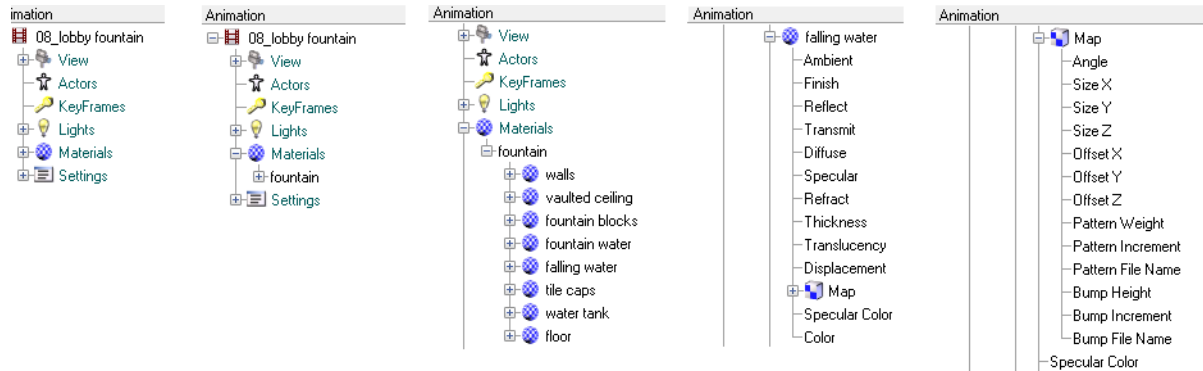 imation
08_lobby fountain
View
Actors
KeyFrames
Lights
Materials
Settings
Animation
08_lobby fountain
View
Actors
KeyFrames
Lights
Materials
fountain
Settings
Animation
View
Actors
KeyFrames
Lights
Materials
fountain
walls
vaulted ceiling
fountain blocks
fountain water
falling water
tile caps
water tank
floor
Animation
falling water
Ambient
Finish
Reflect
Transmit
Diffuse
Specular
Refract
Thickness
Translucency
Displacement
Map
Specular Color
Color
Animation
Map
Angle
Size X
Size Y
Size Z
Offset X
Offset Y
Offset Z
Pattern Weight
Pattern Increment
Pattern File Name
Bump Height
Bump Increment
Bump File Name
Specular Color